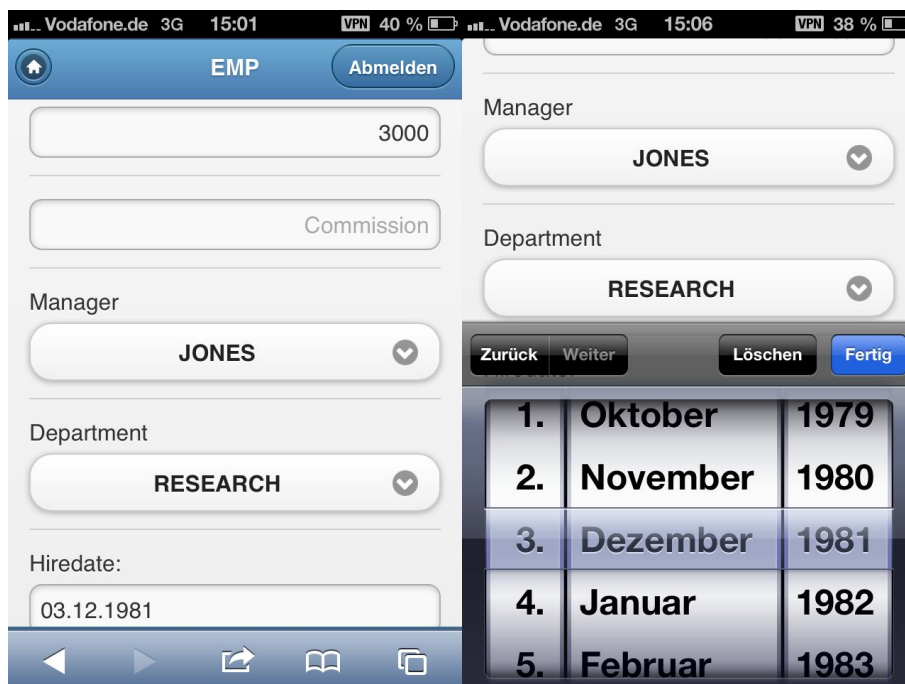 Vodafone.de 3G 15:01 VPN 40 %
EMP Abmelden
3000
Commission
Manager
JONES
Department
RESEARCH
Hiredate:
03.12.1981
Vodafone.de 3G 15:06 VPN 38 %
Manager
JONES
Department
RESEARCH
Zurück Weiter Löschen Fertig
1. Oktober 1979
2. November 1980
3. Dezember 1981
4. Januar 1982
5. Februar 1983